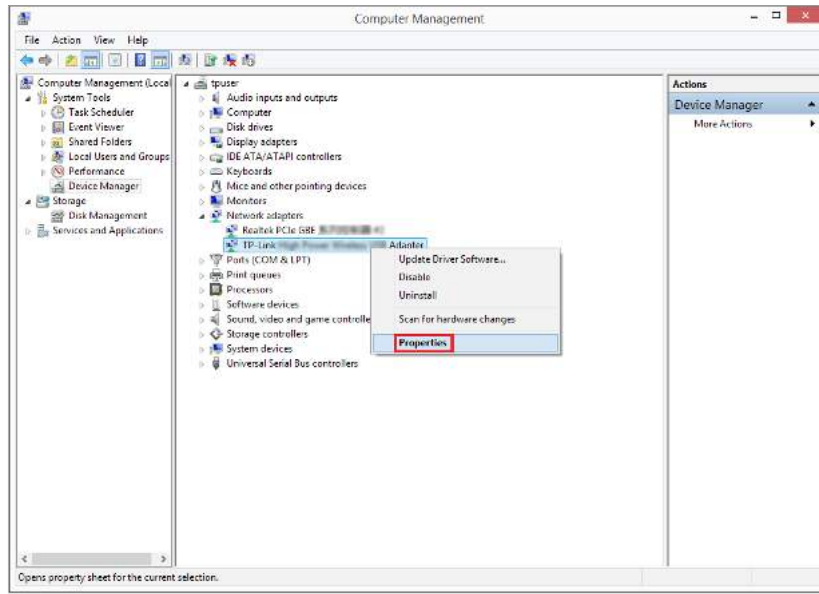 Computer Management
File Action View Help
Computer Management (Local
System Tools
Task Scheduler
Event Viewer
Shared Folders
Local Users and Groups
Performance
Device Manager
Storage
Disk Management
Services and Applications
tpuser
Audio inputs and outputs
Computer
Disk drives
Display adapters
IDE ATA/ATAPI controllers
Keyboards
Mice and other pointing devices
Monitors
Network adapters
Realtek PCIe GBE
TP-Link Adapter
Ports (COM & LPT)
Print queues
Processors
Software devices
Sound, video and game controlle
Storage controllers
System devices
Universal Serial Bus controllers
Update Driver Software...
Disable
Uninstall
Scan for hardware changes
Properties
Actions
Device Manager
More Actions
Opens property sheet for the current selection.